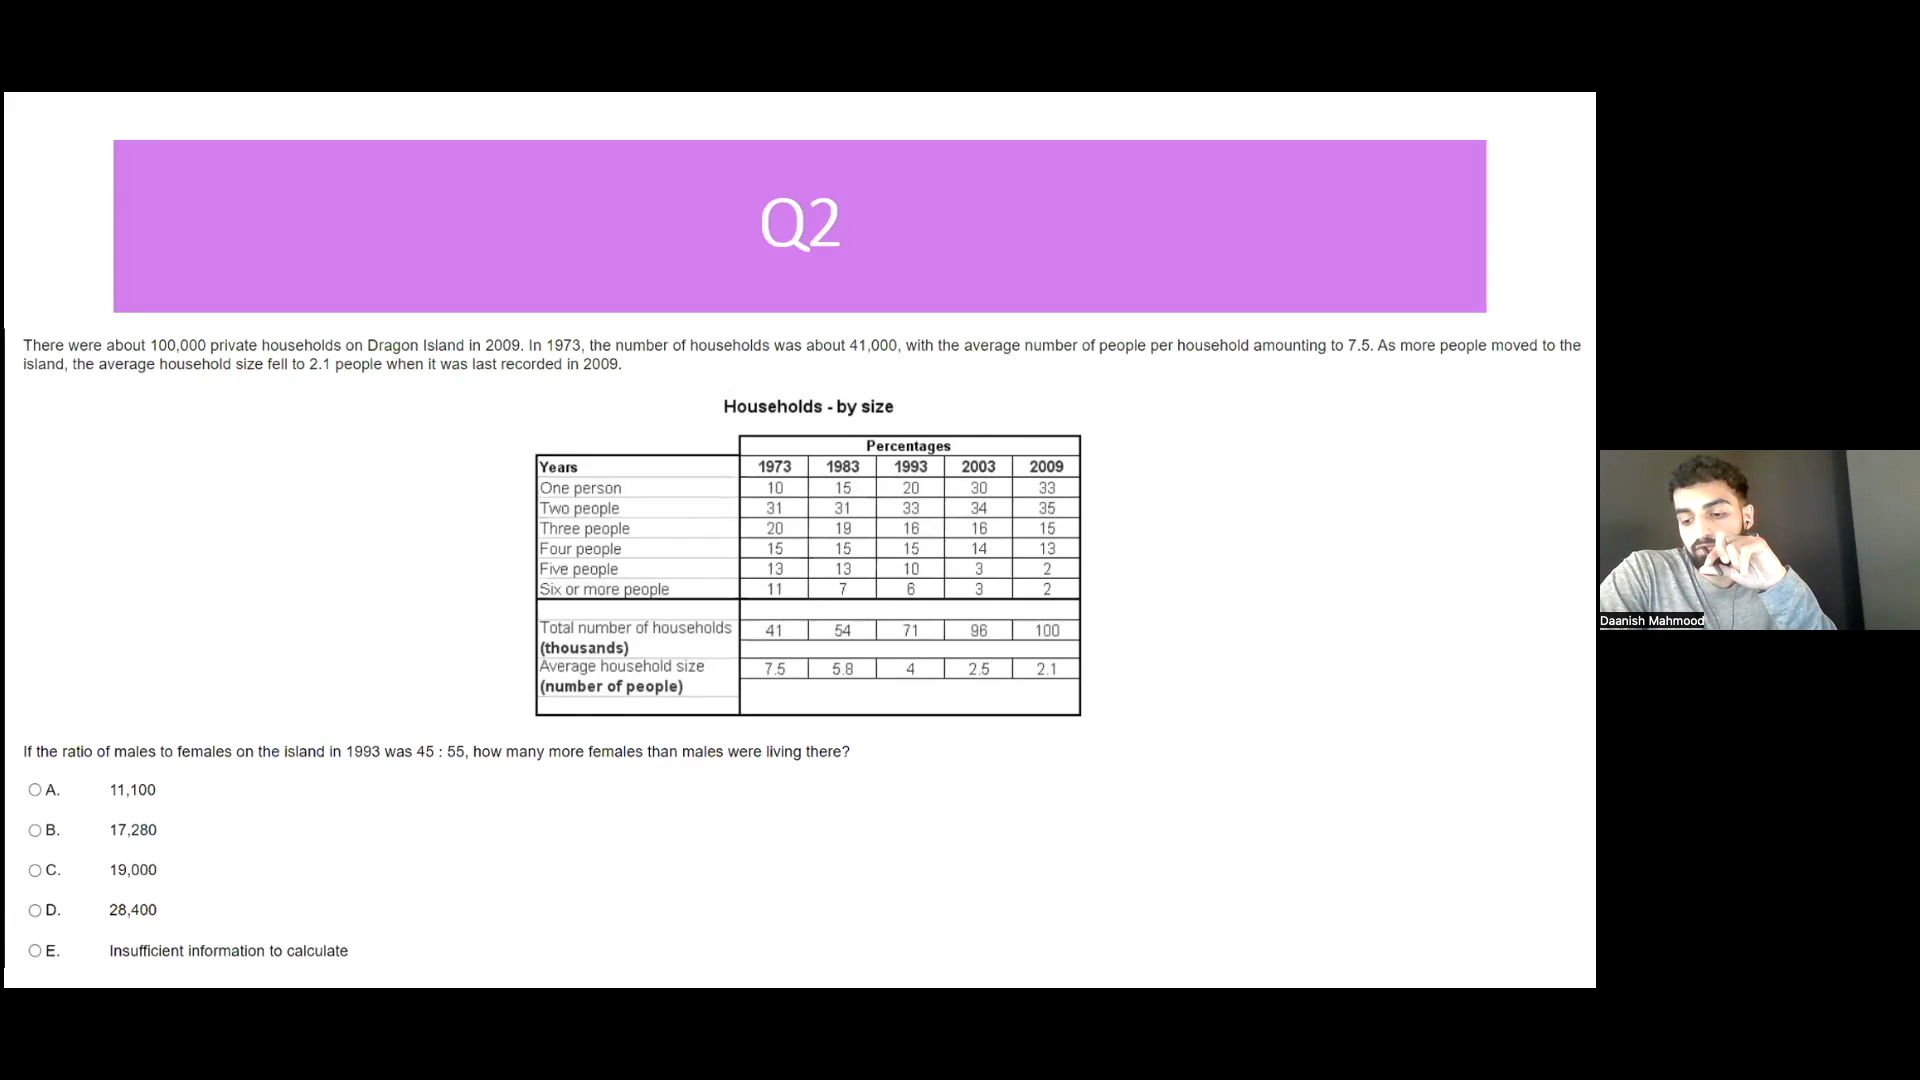 Q2
There were about 100,000 private households on Dragon Island in 2009. In 1973, the number of households was about 41,000, with the average number of people per household amounting to 7.5. As more people moved to the
island, the average household size fell to 2.1 people when it was last recorded in 2009.
Households - by size
Percentages
Years 1973 1983 1993 2003 2009
One person 10 15 20 30 33
Two people 31 31 33 34 35
Three people 20 19 16 16 15
Four people 15 15 15 14 13
Five people 13 13 10 3 2
Six or more people 11 7 6 3 2
Total number of households 41 54 71 96 100
(thousands)
Average household size 7.5 5.8 4 2.5 2.1
(number of people)
If the ratio of males to females on the island in 1993 was 45 : 55, how many more females than males were living there?
A. 11,100
B. 17,280
C. 19,000
D. 28,400
E. Insufficient information to calculate
Daanish Mahmood